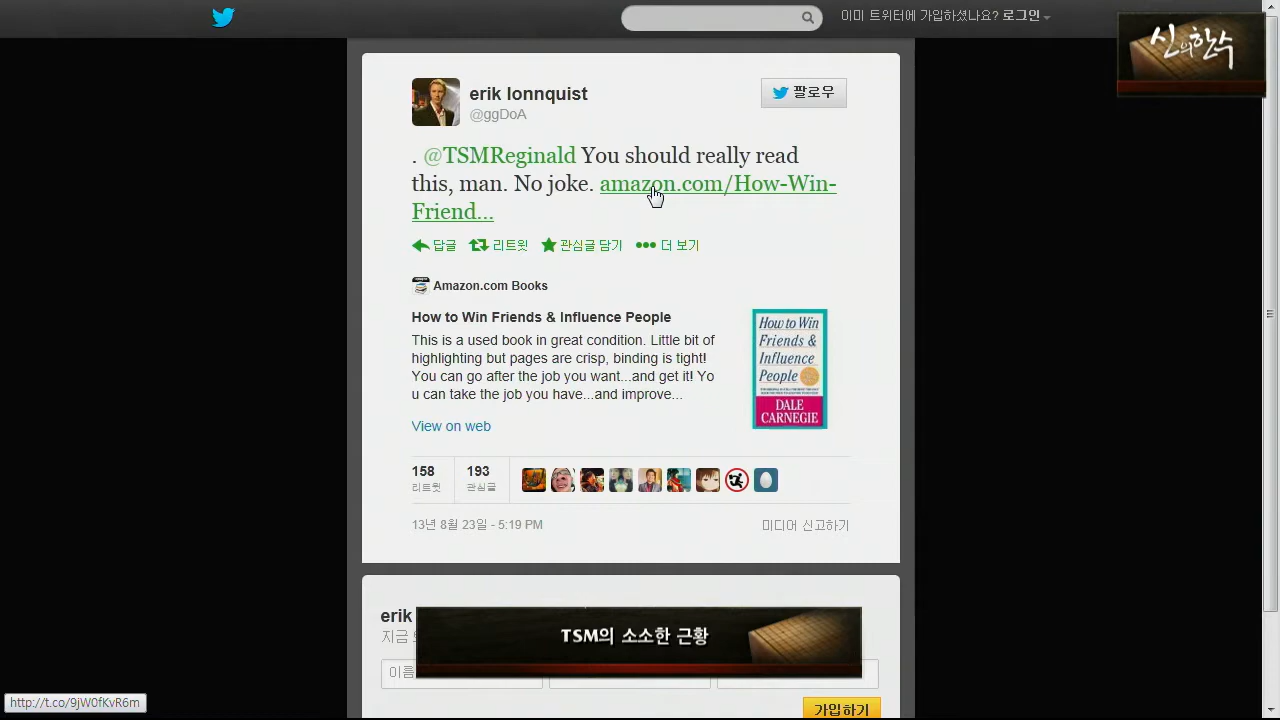 이미 트위터에 가입하셨나요? 로그인
신의한수
erik lonnquist
@ggDoA
팔로우
. @TSMReginald You should really read
this, man. No joke. amazon.com/How-Win-
Friend...
답글 리트윗 관심글 담기 더 보기
Amazon.com Books
How to Win Friends & Influence People
This is a used book in great condition. Little bit of
highlighting but pages are crisp, binding is tight!
You can go after the job you want...and get it! Yo
u can take the job you have...and improve...
View on web
How to Win
Friends &
Influence
People
DALE
CARNEGIE
158 193
리트윗 관심글
13년 8월 23일 - 5:19 PM 미디어 신고하기
erik
지금
TSM의 소소한 근황
이름
가입하기
http://t.co/9jW0fKvR6m